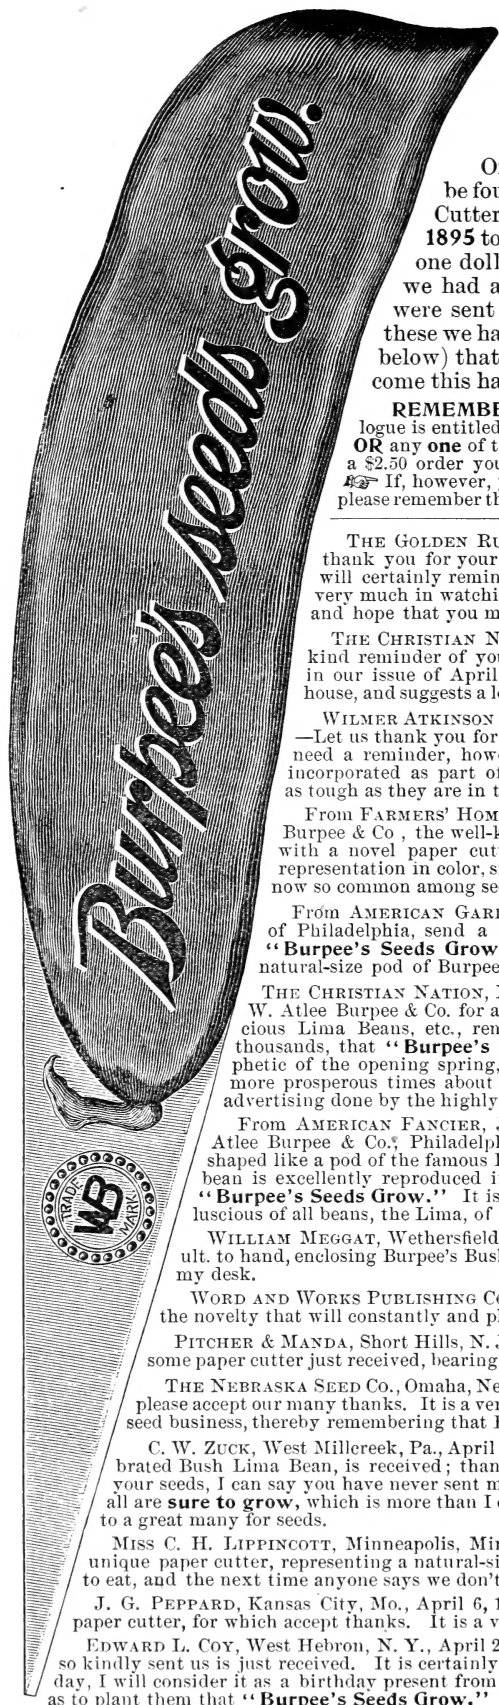 Burpee's seeds grow.
TRADE MARK.
WB
be fou
Cutter
1895 to
one doll
we had a
were sent
these we ha
below) that
come this ha
REMEMBE
logue is entitled
OR any one of t
a $2.50 order you
If, however,
please remember th
THE GOLDEN RU
thank you for your
will certainly remin
very much in watchi
and hope that you m
THE CHRISTIAN N
kind reminder of you
in our issue of April
house, and suggests a l
WILMER ATKINSON
—Let us thank you for
need a reminder, howe
incorporated as part of
as tough as they are in t
From FARMERS' HOM
Burpee & Co , the well-k
with a novel paper cut
representation in color, s
now so common among see
From AMERICAN GAR
of Philadelphia, send a
"Burpee's Seeds Grow
natural-size pod of Burpee
THE CHRISTIAN NATION,
W. Atlee Burpee & Co. for a
cious Lima Beans, etc., ren
thousands, that "Burpee's
phetic of the opening spring,
more prosperous times about
advertising done by the highly
From AMERICAN FANCIER, J
Atlee Burpee & Co., Philadelp
shaped like a pod of the famous
bean is excellently reproduced i
"Burpee's Seeds Grow." It is
luscious of all beans, the Lima, of
WILLIAM MEGGAT, Wethersfield
ult. to hand, enclosing Burpee's Bus
my desk.
WORD AND WORKS PUBLISHING C
the novelty that will constantly and pl
PITCHER & MANDA, Short Hills, N. J
some paper cutter just received, bearing
THE NEBRASKA SEED CO., Omaha, Ne
please accept our many thanks. It is a ver
seed business, thereby remembering that
C. W. ZUCK, West Millcreek, Pa., April
brated Bush Lima Bean, is received; than
your seeds, I can say you have never sent m
all are sure to grow, which is more than I
to a great many for seeds.
MISS C. H. LIPPINCOTT, Minneapolis, Min
unique paper cutter, representing a natural-si
to eat, and the next time anyone says we don't
J. G. PEPPARD, Kansas City, Mo., April 6, 1
paper cutter, for which accept thanks. It is a v
EDWARD L. COY, West Hebron, N. Y., April 2
so kindly sent us is just received. It is certainly
day, I will consider it as a birthday present from
as to plant them that "Burpee's Seeds Grow."